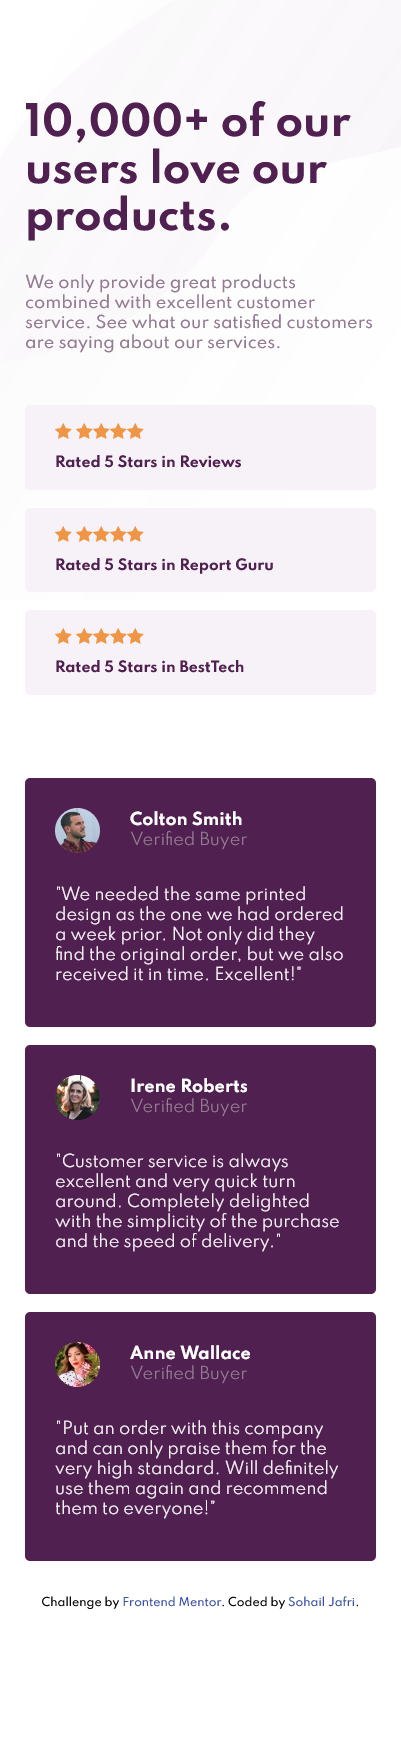 10,000+ of our
users love our
products.
We only provide great products
combined with excellent customer
service. See what our satisfied customers
are saying about our services.
Rated 5 Stars in Reviews
Rated 5 Stars in Report Guru
Rated 5 Stars in BestTech
Colton Smith
Verified Buyer
"We needed the same printed
design as the one we had ordered
a week prior. Not only did they
find the original order, but we also
received it in time. Excellent!"
Irene Roberts
Verified Buyer
"Customer service is always
excellent and very quick turn
around. Completely delighted
with the simplicity of the purchase
and the speed of delivery."
Anne Wallace
Verified Buyer
"Put an order with this company
and can only praise them for the
very high standard. Will definitely
use them again and recommend
them to everyone!"
Challenge by Frontend Mentor. Coded by Sohail Jafri.